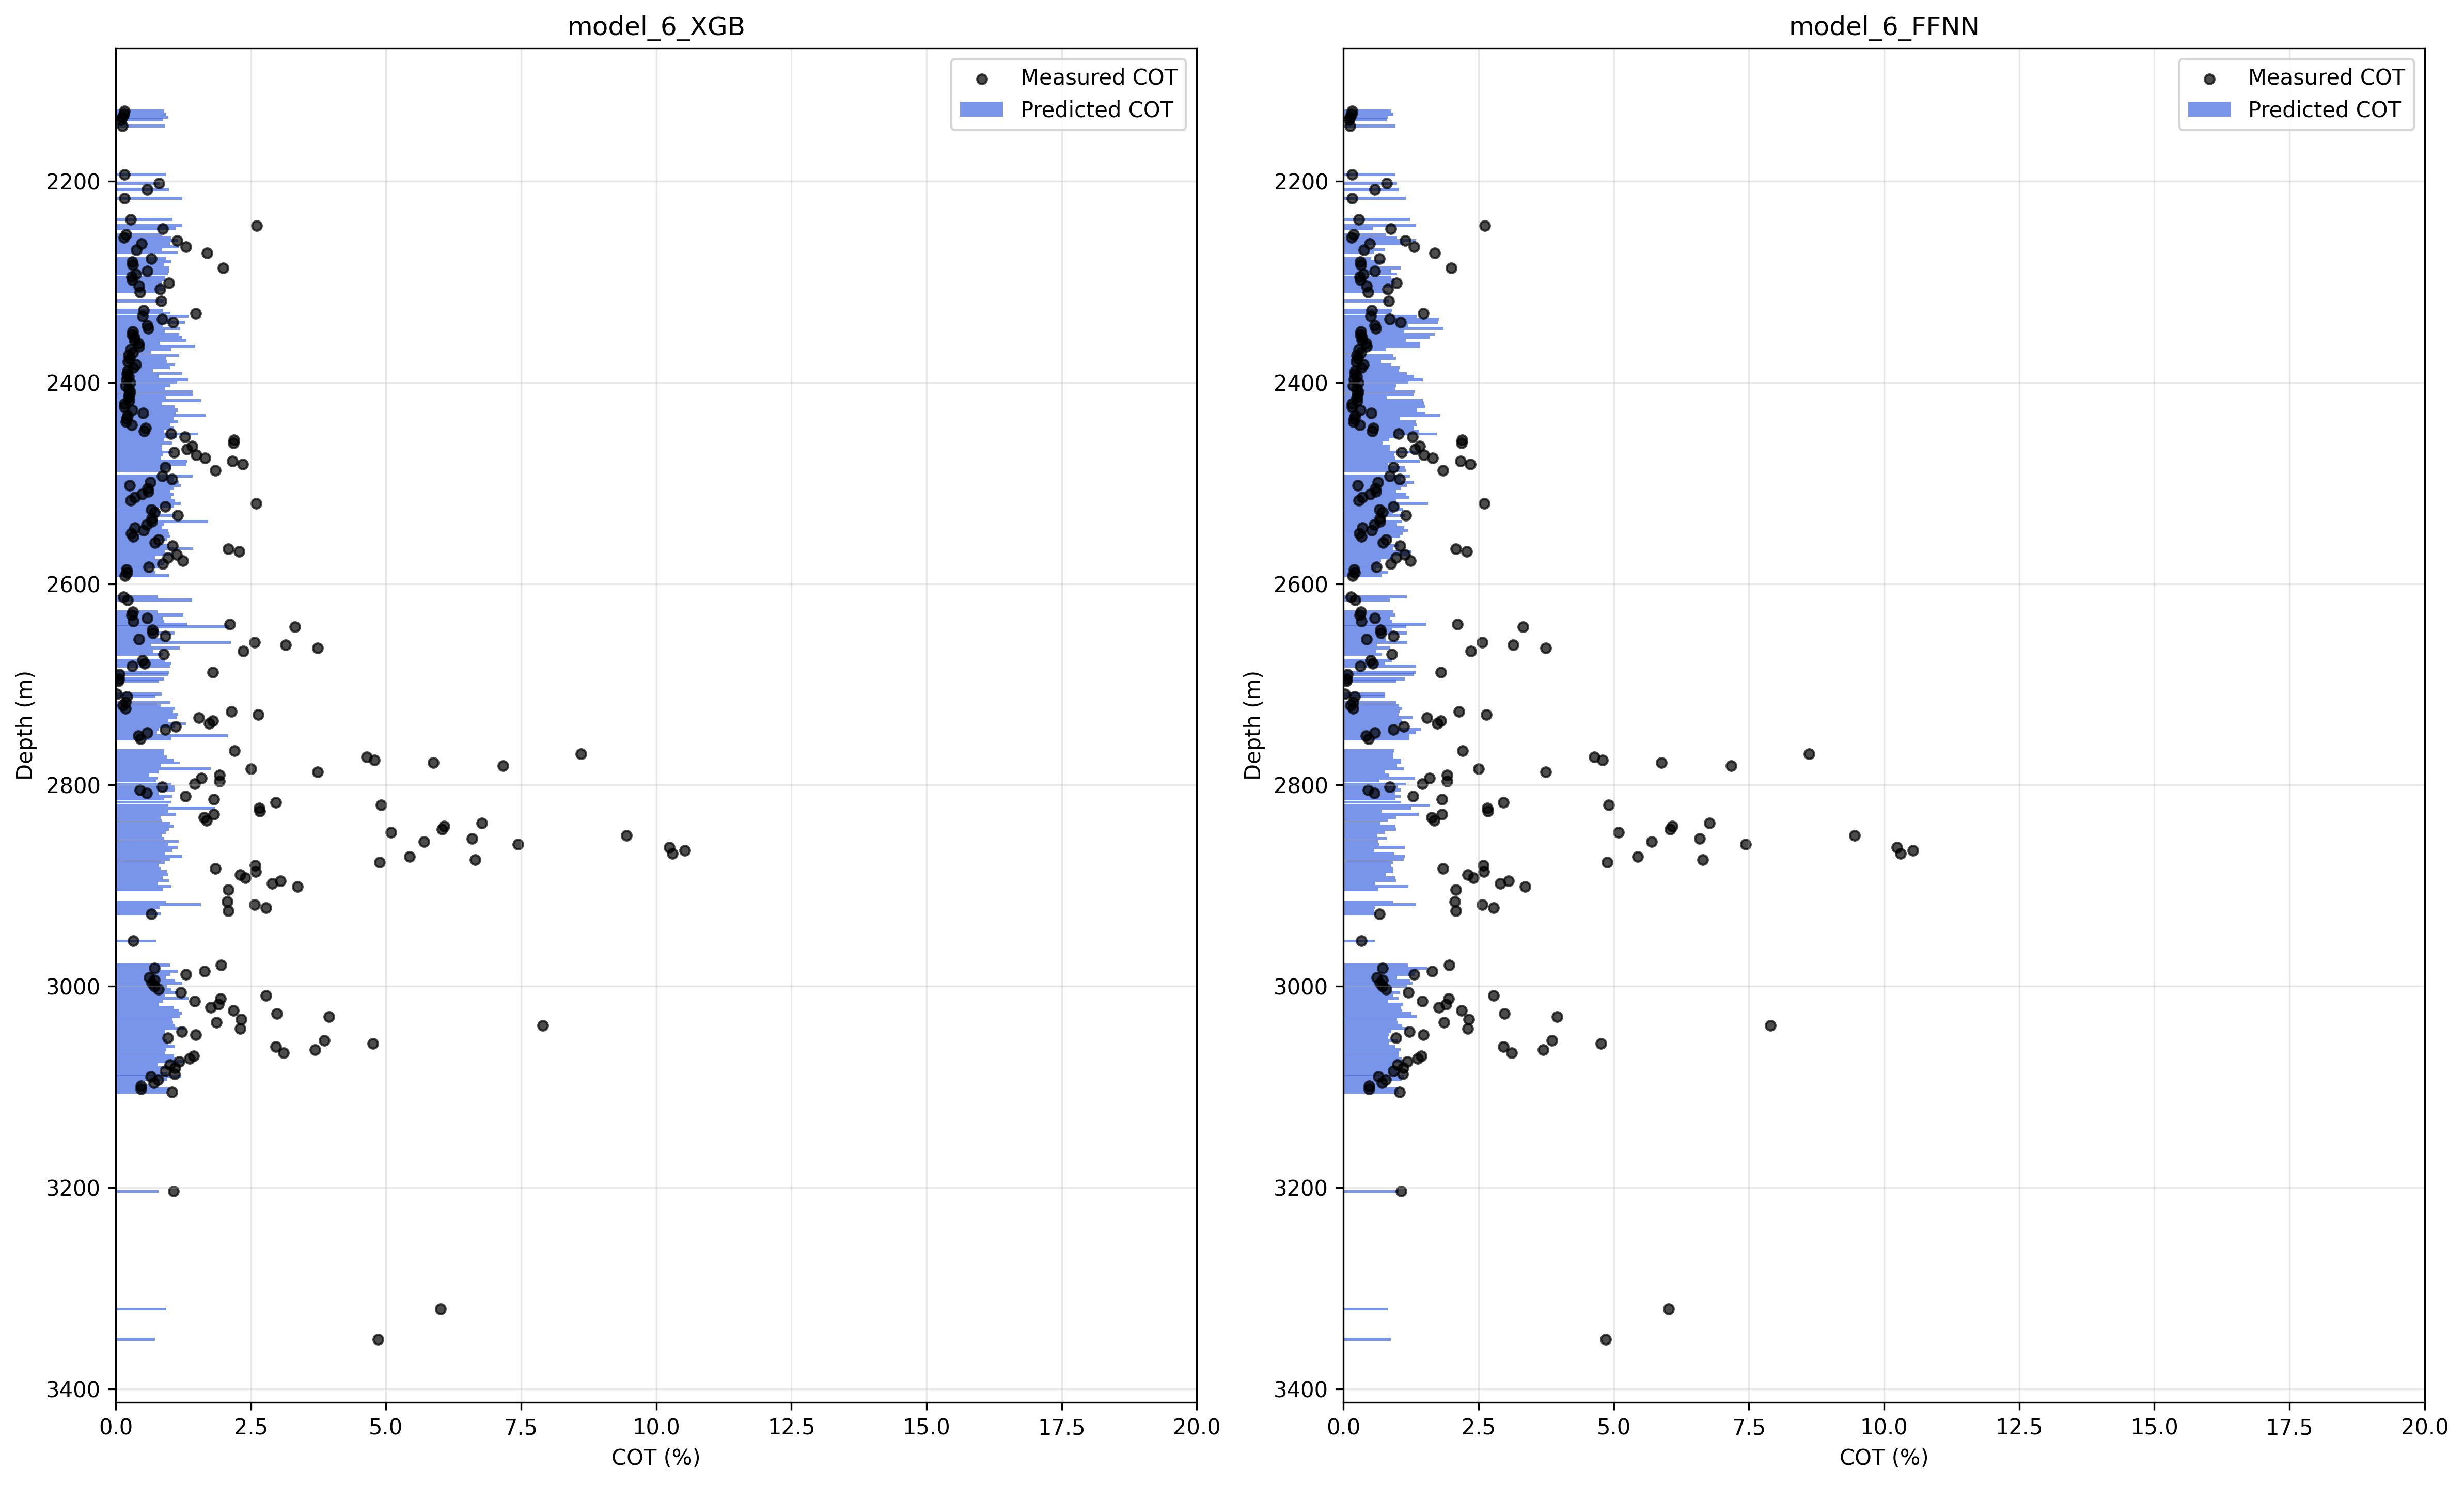 model_6_XGB
Measured COT
Predicted COT
Depth (m)
2200
2400
2600
2800
3000
3200
3400
0.0 2.5 5.0 7.5 10.0 12.5 15.0 17.5 20.0
COT (%)
model_6_FFNN
Measured COT
Predicted COT
Depth (m)
2200
2400
2600
2800
3000
3200
3400
0.0 2.5 5.0 7.5 10.0 12.5 15.0 17.5 20.0
COT (%)